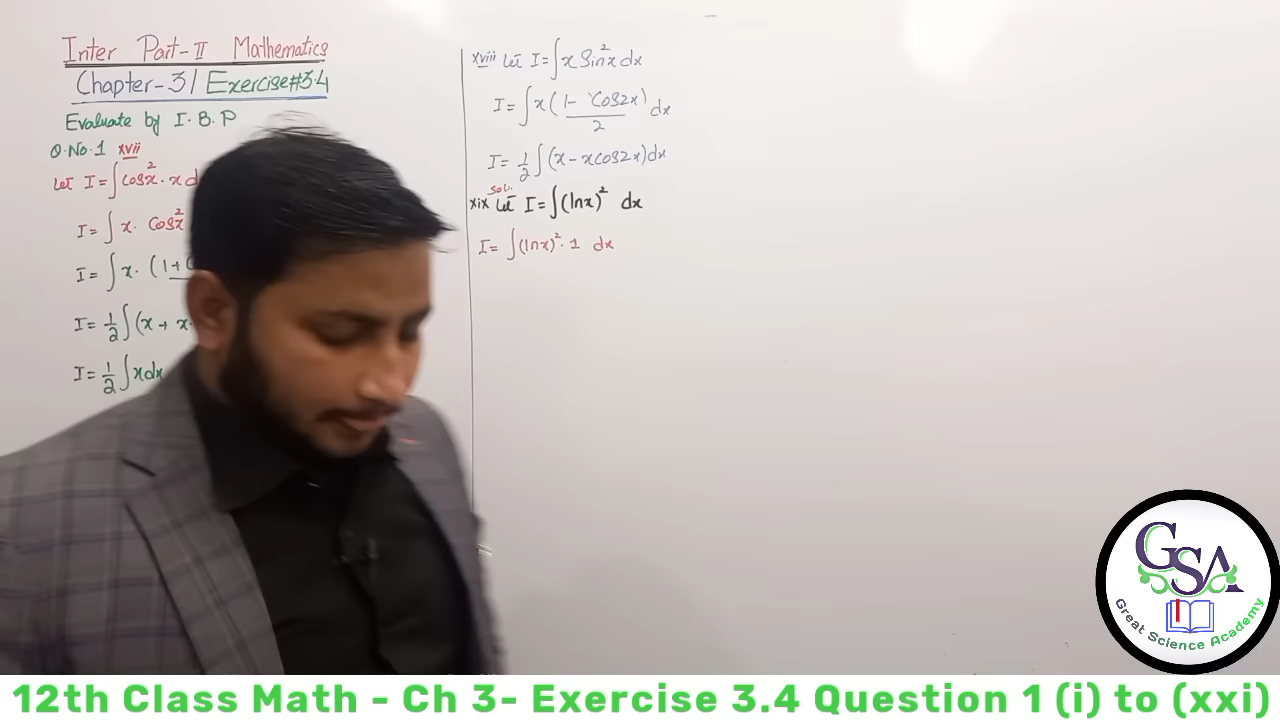 Inter Part-II Mathematics
Chapter-3/Exercise#3.4
Evaluate by I.B.P
Q.No.1 xvii
Let I = ∫cos²x · x d
I = ∫ x · Cos²x
I = ∫ x · (1+
I = 1/2 ∫(x + x
I = 1/2 ∫ x dx
xviii Let I = ∫ x Sin²x dx
I = ∫ x (1 - Cos2x)/2 dx
I = 1/2 ∫ (x - xcos2x) dx
Sol:
xix Let I = ∫(lnx)² dx
I = ∫(lnx)² · 1 dx
GSA
Great Science Academy
12th Class Math - Ch 3- Exercise 3.4 Question 1 (i) to (xxi)